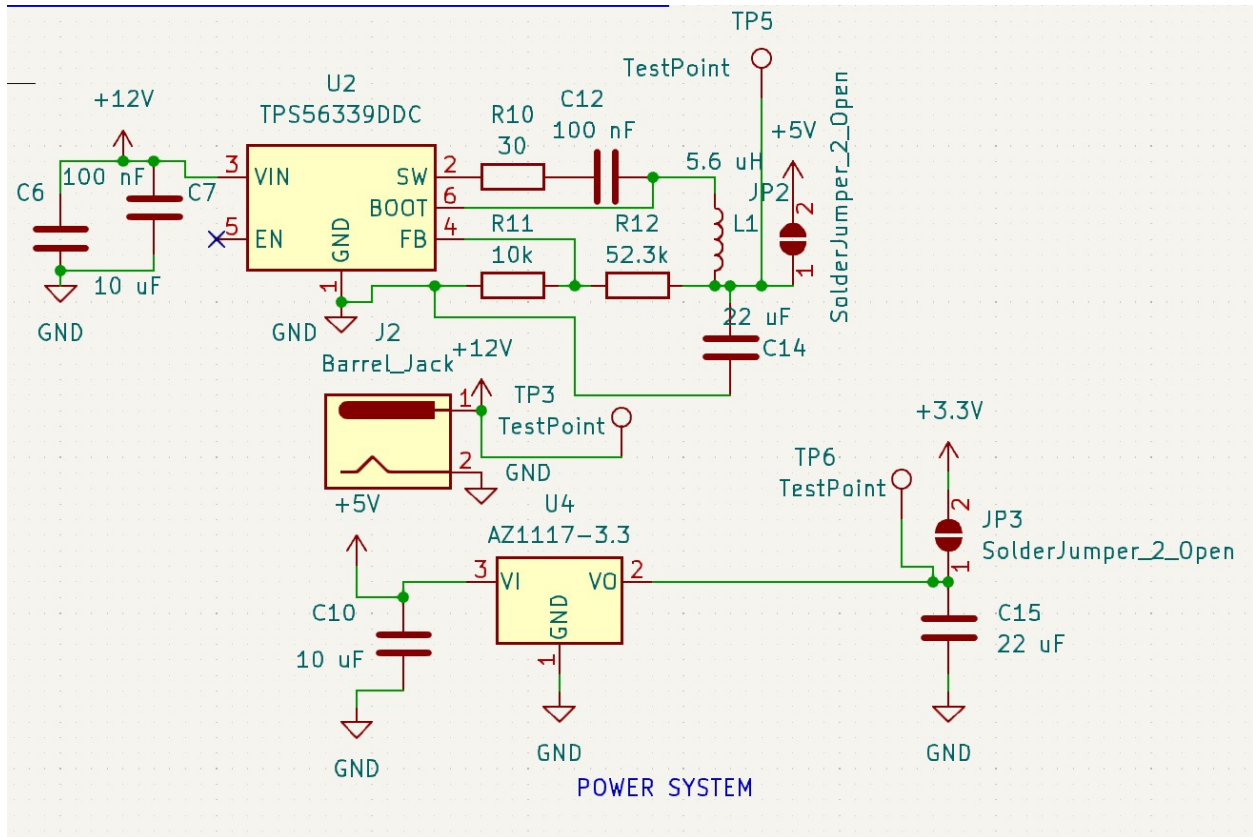 TP5
TestPoint
U2
TPS56339DDC
+12V
R10
30
C12
100 nF
+5V
SolderJumper_2_Open
5.6 uH
JP2
C6
100 nF
C7
3
VIN
SW
2
BOOT
6
5
EN
GND
FB
4
R11
10k
R12
52.3k
L1
2
1
10 uF
1
GND
GND
22 uF
C14
J2
Barrel_Jack
+12V
1
TP3
TestPoint
2
GND
+5V
U4
AZ1117-3.3
3
VI
VO
2
GND
1
C10
10 uF
GND
GND
+3.3V
TP6
TestPoint
2
JP3
SolderJumper_2_Open
1
C15
22 uF
GND
POWER SYSTEM